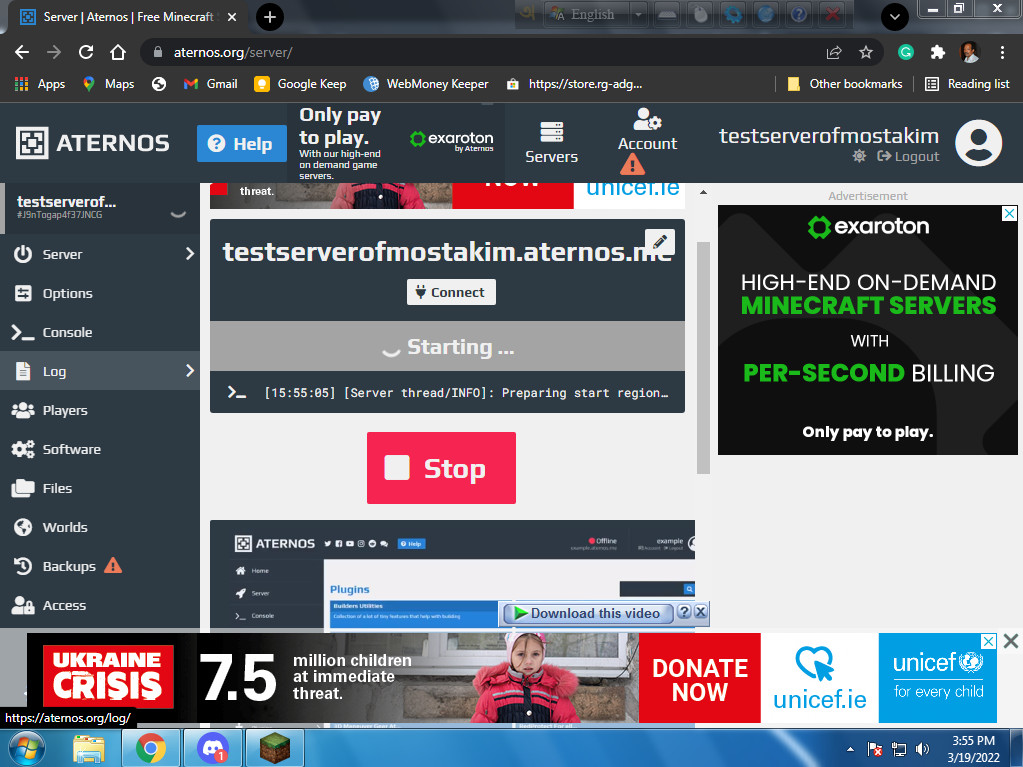 Server | Aternos | Free Minecraft
English
aternos.org/server/
Apps
Maps
Gmail
Google Keep
WebMoney Keeper
https://store.rg-adg...
Other bookmarks
Reading list
ATERNOS
Help
Only pay
to play.
With our high-end
on demand game
servers.
exaroton
by Aternos
Servers
Account
testserverofmostakim
Logout
testserverof...
#J9nTogap4f37JNCG
Server
Options
Console
Log
Players
Software
Files
Worlds
Backups
Access
threat.
NOW
unicef.ie
testserverofmostakim.aternos.me
Connect
Starting ...
[15:55:05] [Server thread/INFO]: Preparing start region...
Stop
ATERNOS
Help
Offline
example.aternos.me
example
Account
Logout
Home
Server
Console
Plugins
Builders Utilities
Collection of a lot of tiny features that help with building
Download this video
Advertisement
exaroton
HIGH-END ON-DEMAND
MINECRAFT SERVERS
WITH
PER-SECOND BILLING
Only pay to play.
UKRAINE
CRISIS
7.5
million children
at immediate
threat.
DONATE
NOW
unicef.ie
unicef
for every child
https://aternos.org/log/
1
3:55 PM
3/19/2022